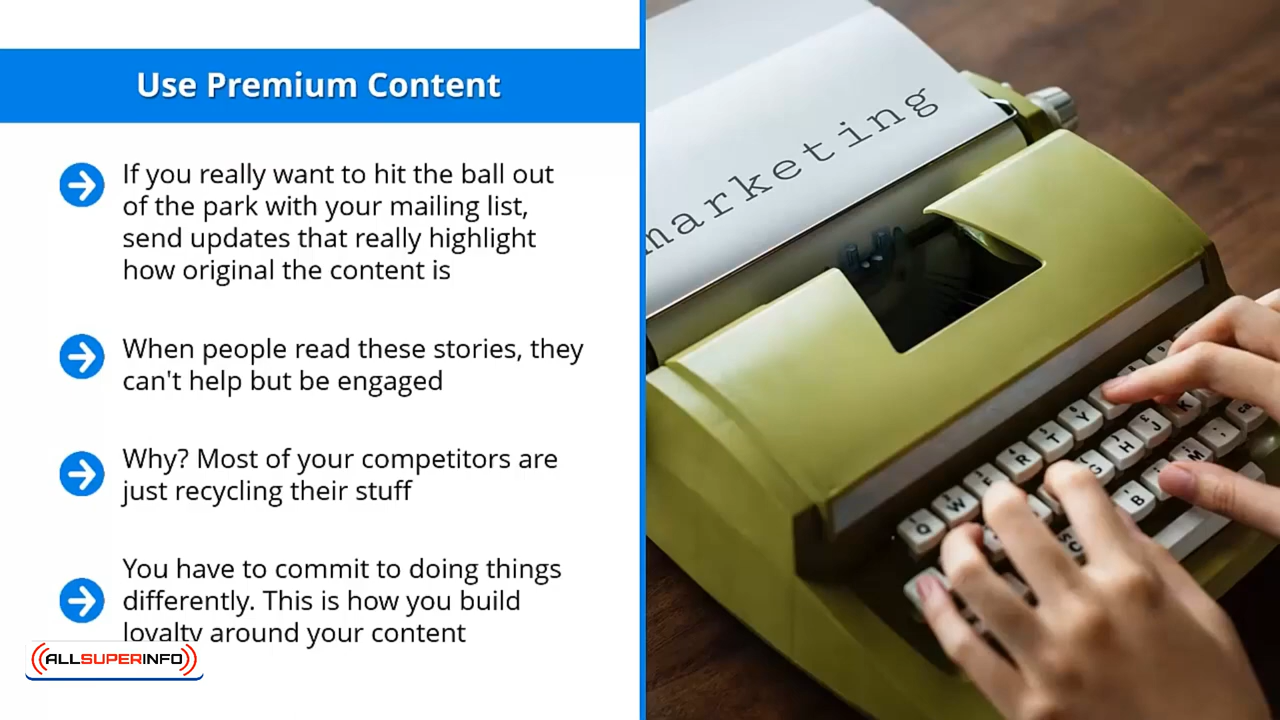 Use Premium Content
If you really want to hit the ball out
of the park with your mailing list,
send updates that really highlight
how original the content is
When people read these stories, they
can't help but be engaged
Why? Most of your competitors are
just recycling their stuff
You have to commit to doing things
differently. This is how you build
loyalty around your content
ALLSUPERINFO
marketing
Q W E R T Y
G H J K
B M ;